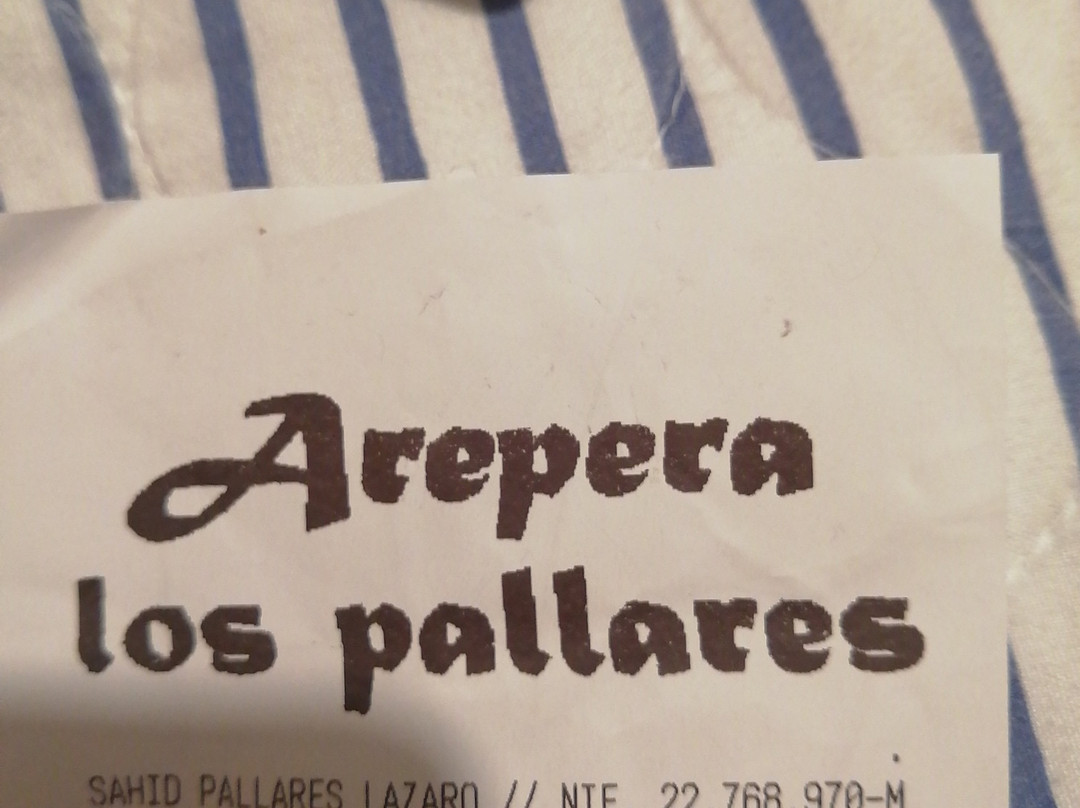 Arepera
los pallares
SAHID PALLARES LAZARO // NIF 22.768.970-M